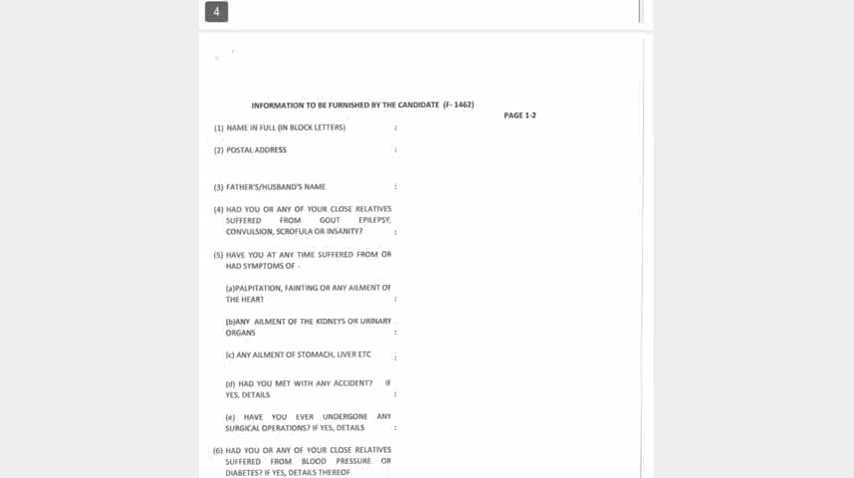 4
INFORMATION TO BE FURNISHED BY THE CANDIDATE (F- 1462)
PAGE 1-2
(1) NAME IN FULL (IN BLOCK LETTERS) :
(2) POSTAL ADDRESS :
(3) FATHER'S/HUSBAND'S NAME :
(4) HAD YOU OR ANY OF YOUR CLOSE RELATIVES
SUFFERED FROM GOUT EPILEPSY,
CONVULSION, SCROFULA OR INSANITY? :
(5) HAVE YOU AT ANY TIME SUFFERED FROM OR
HAD SYMPTOMS OF -
(a)PALPITATION, FAINTING OR ANY AILMENT OF
THE HEART :
(b)ANY AILMENT OF THE KIDNEYS OR URINARY
ORGANS :
(c) ANY AILMENT OF STOMACH, LIVER ETC :
(d) HAD YOU MET WITH ANY ACCIDENT? IF
YES, DETAILS :
(e) HAVE YOU EVER UNDERGONE ANY
SURGICAL OPERATIONS? IF YES, DETAILS :
(6) HAD YOU OR ANY OF YOUR CLOSE RELATIVES
SUFFERED FROM BLOOD PRESSURE OR
DIABETES? IF YES, DETAILS THEREOF